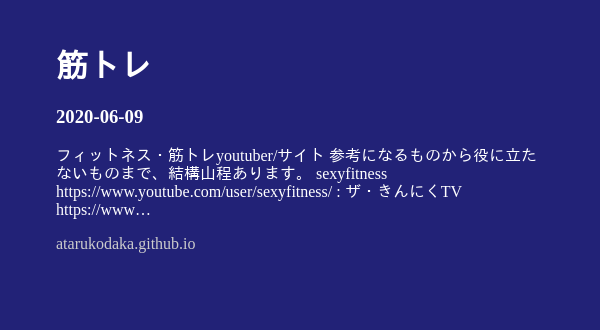 筋トレ
2020-06-09
フィットネス・筋トレyoutuber/サイト 参考になるものから役に立た
ないものまで、結構山程あります。 sexyfitness
https://www.youtube.com/user/sexyfitness/ : ザ・きんにくTV
https://www…
atarukodaka.github.io